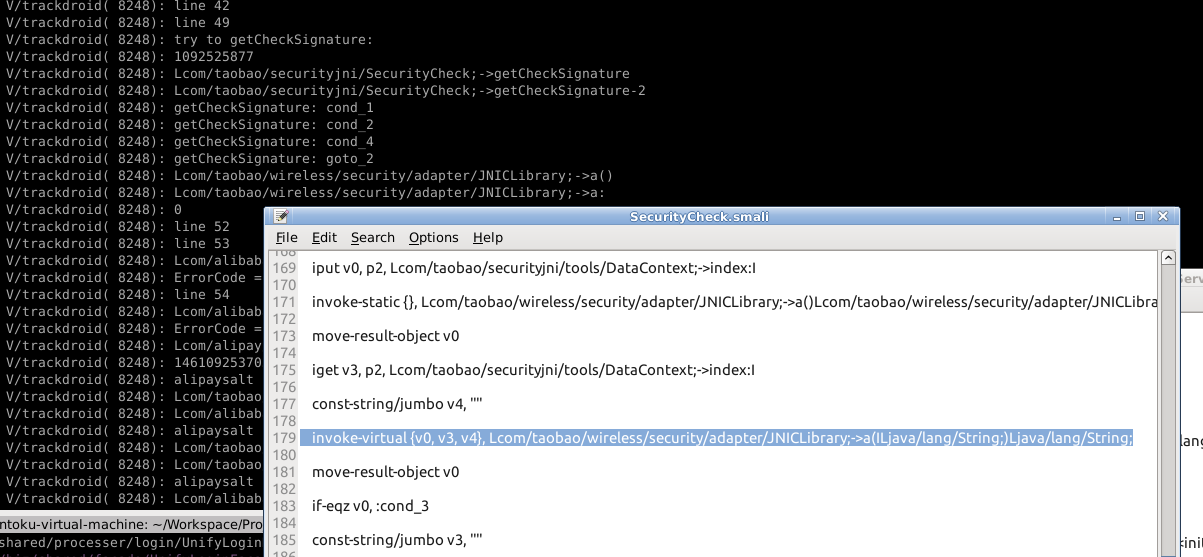 V/trackdroid( 8248): line 42
V/trackdroid( 8248): line 49
V/trackdroid( 8248): try to getCheckSignature:
V/trackdroid( 8248): 1092525877
V/trackdroid( 8248): Lcom/taobao/securityjni/SecurityCheck;->getCheckSignature
V/trackdroid( 8248): Lcom/taobao/securityjni/SecurityCheck;->getCheckSignature-2
V/trackdroid( 8248): getCheckSignature: cond_1
V/trackdroid( 8248): getCheckSignature: cond_2
V/trackdroid( 8248): getCheckSignature: cond_4
V/trackdroid( 8248): getCheckSignature: goto_2
V/trackdroid( 8248): Lcom/taobao/wireless/security/adapter/JNICLibrary;->a()
V/trackdroid( 8248): Lcom/taobao/wireless/security/adapter/JNICLibrary;->a:
V/trackdroid( 8248): 0
V/trackdroid( 8248): line 52
V/trackdroid( 8248): line 53
V/trackdroid( 8248): Lcom/alibab
V/trackdroid( 8248): ErrorCode =
V/trackdroid( 8248): line 54
V/trackdroid( 8248): Lcom/alibab
V/trackdroid( 8248): ErrorCode =
V/trackdroid( 8248): Lcom/alipay
V/trackdroid( 8248): 14610925370
V/trackdroid( 8248): alipaysalt
V/trackdroid( 8248): Lcom/taobao
V/trackdroid( 8248): Lcom/alibab
V/trackdroid( 8248): alipaysalt
V/trackdroid( 8248): Lcom/taobao
V/trackdroid( 8248): Lcom/taobao
V/trackdroid( 8248): alipaysalt
V/trackdroid( 8248): Lcom/alibab
ntoku-virtual-machine: ~/Workspace/Pro
shared/processer/login/UnifyLogin
SecurityCheck.smali
File Edit Search Options Help
168
169 iput v0, p2, Lcom/taobao/securityjni/tools/DataContext;->index:I
170
171 invoke-static {}, Lcom/taobao/wireless/security/adapter/JNICLibrary;->a()Lcom/taobao/wireless/security/adapter/JNICLibra
172
173 move-result-object v0
174
175 iget v3, p2, Lcom/taobao/securityjni/tools/DataContext;->index:I
176
177 const-string/jumbo v4, ""
178
179 invoke-virtual {v0, v3, v4}, Lcom/taobao/wireless/security/adapter/JNICLibrary;->a(ILjava/lang/String;)Ljava/lang/String;
180
181 move-result-object v0
182
183 if-eqz v0, :cond_3
184
185 const-string/jumbo v3, ""